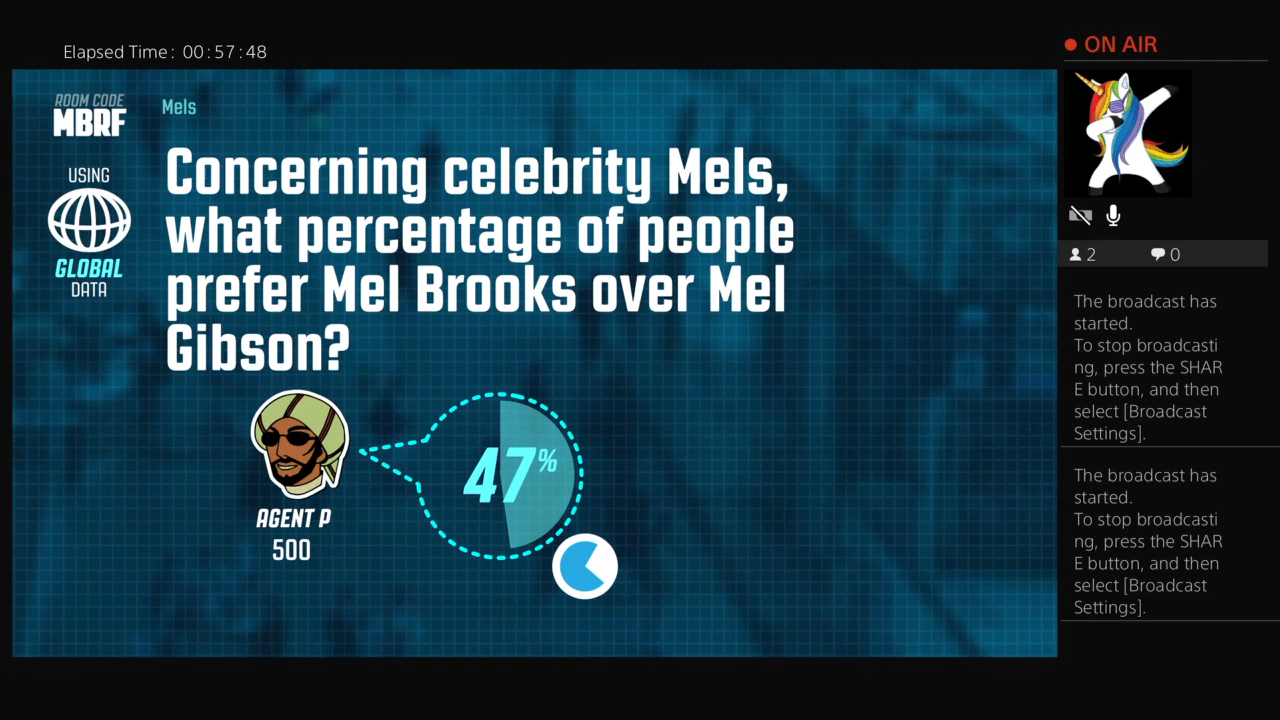 Elapsed Time: 00:57:48
ROOM CODE
MBRF
Mels
USING
GLOBAL
DATA
Concerning celebrity Mels,
what percentage of people
prefer Mel Brooks over Mel
Gibson?
47%
AGENT P
500
ON AIR
2
0
The broadcast has
started.
To stop broadcasti
ng, press the SHAR
E button, and then
select [Broadcast
Settings].
The broadcast has
started.
To stop broadcasti
ng, press the SHAR
E button, and then
select [Broadcast
Settings].